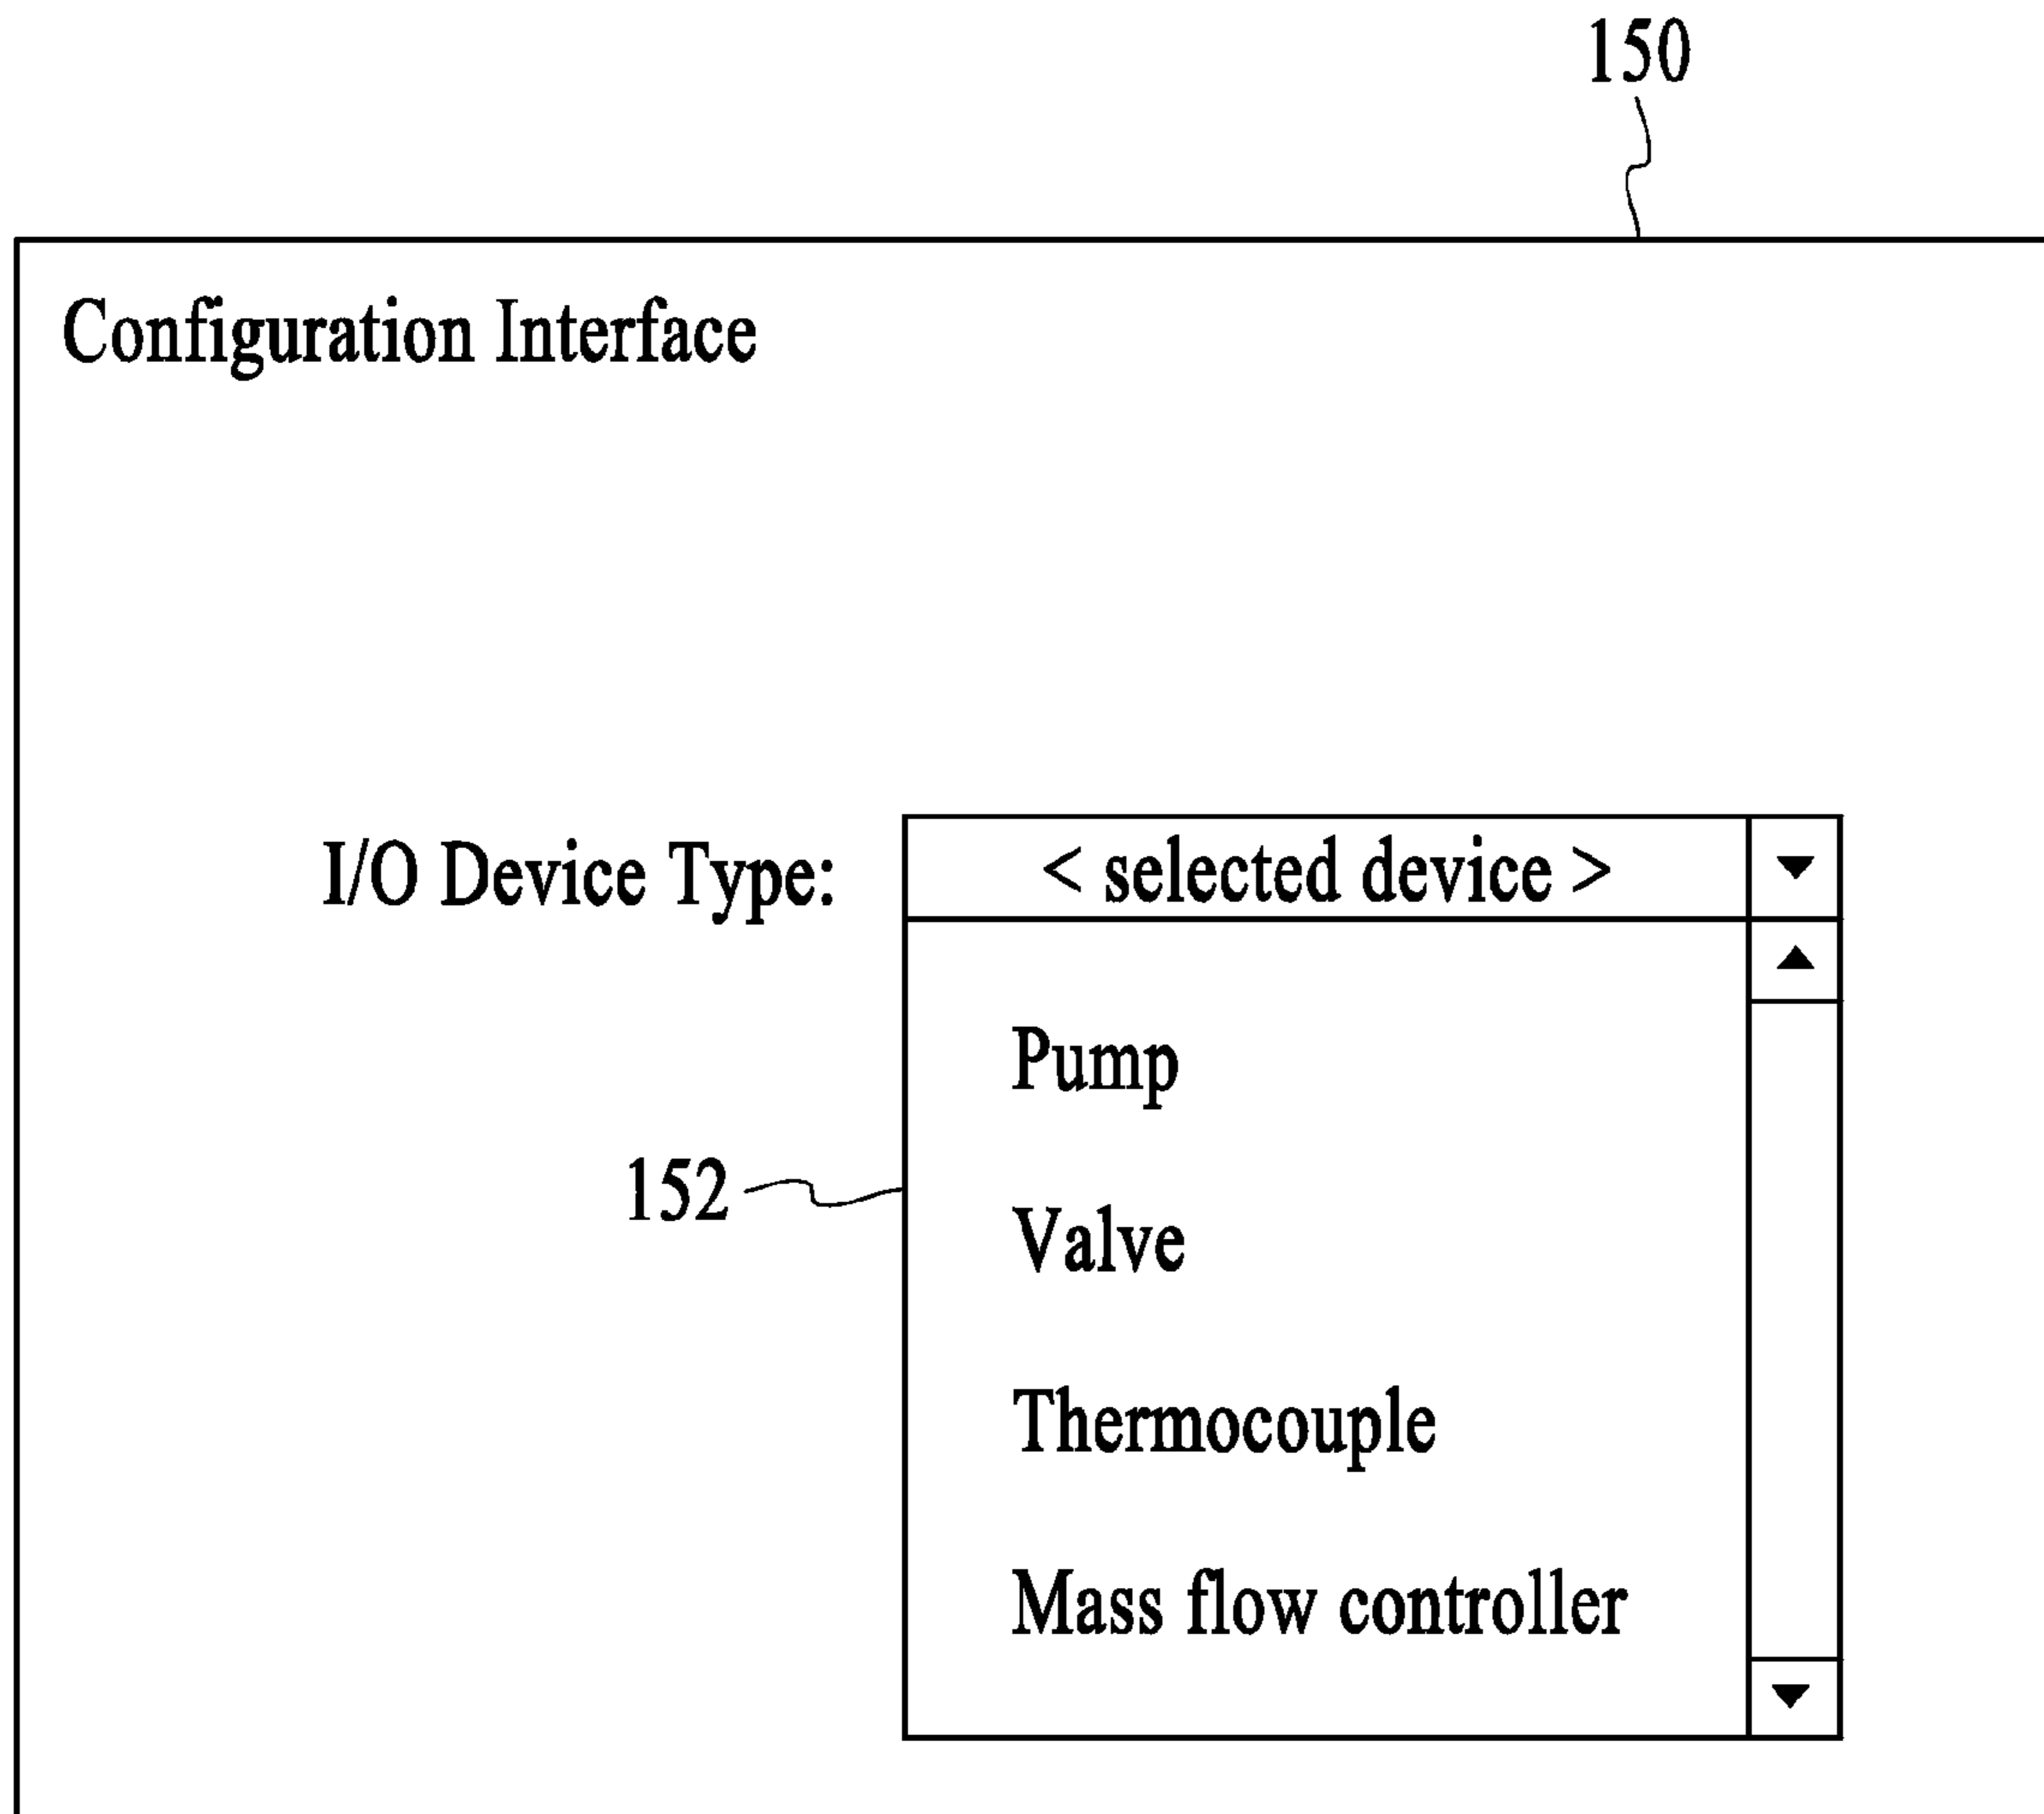 150
Configuration Interface
I/O Device Type:
< selected device >
Pump
152
Valve
Thermocouple
Mass flow controller